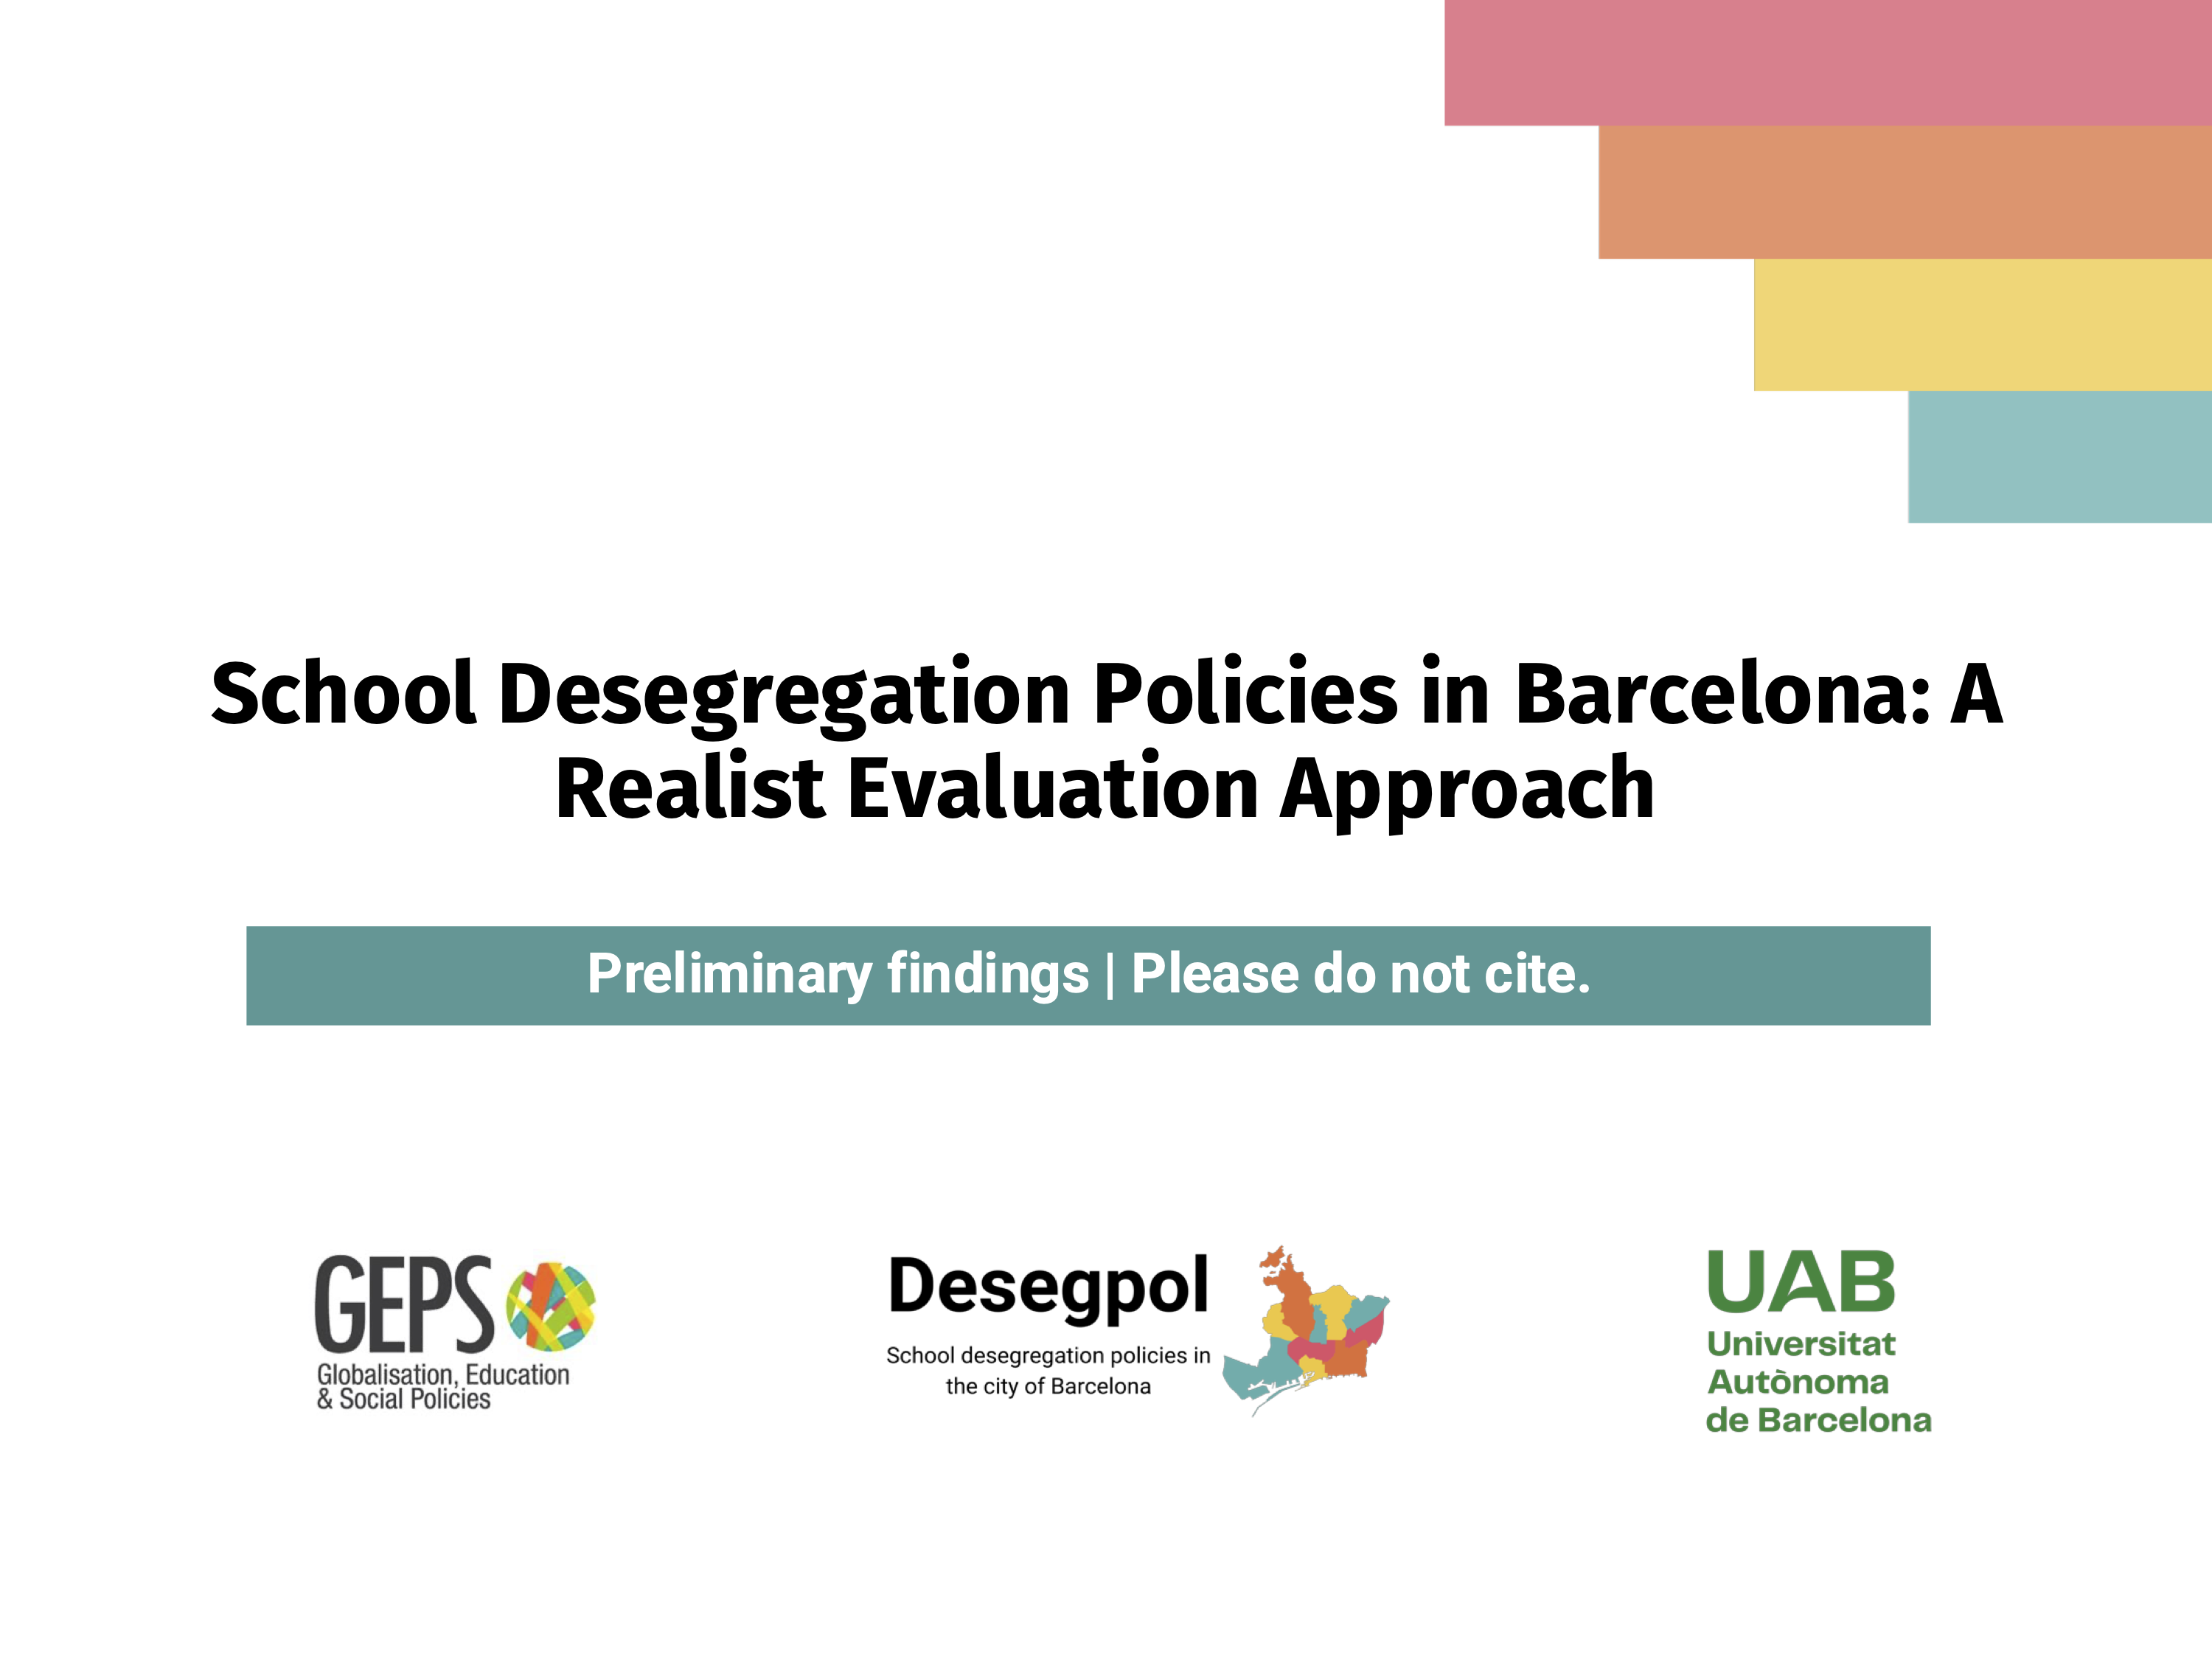 School Desegregation Policies in Barcelona: A
Realist Evaluation Approach
Preliminary findings | Please do not cite.
GEPS
Globalisation, Education
& Social Policies
Desegpol
School desegregation policies in
the city of Barcelona
UAB
Universitat
Autònoma
de Barcelona